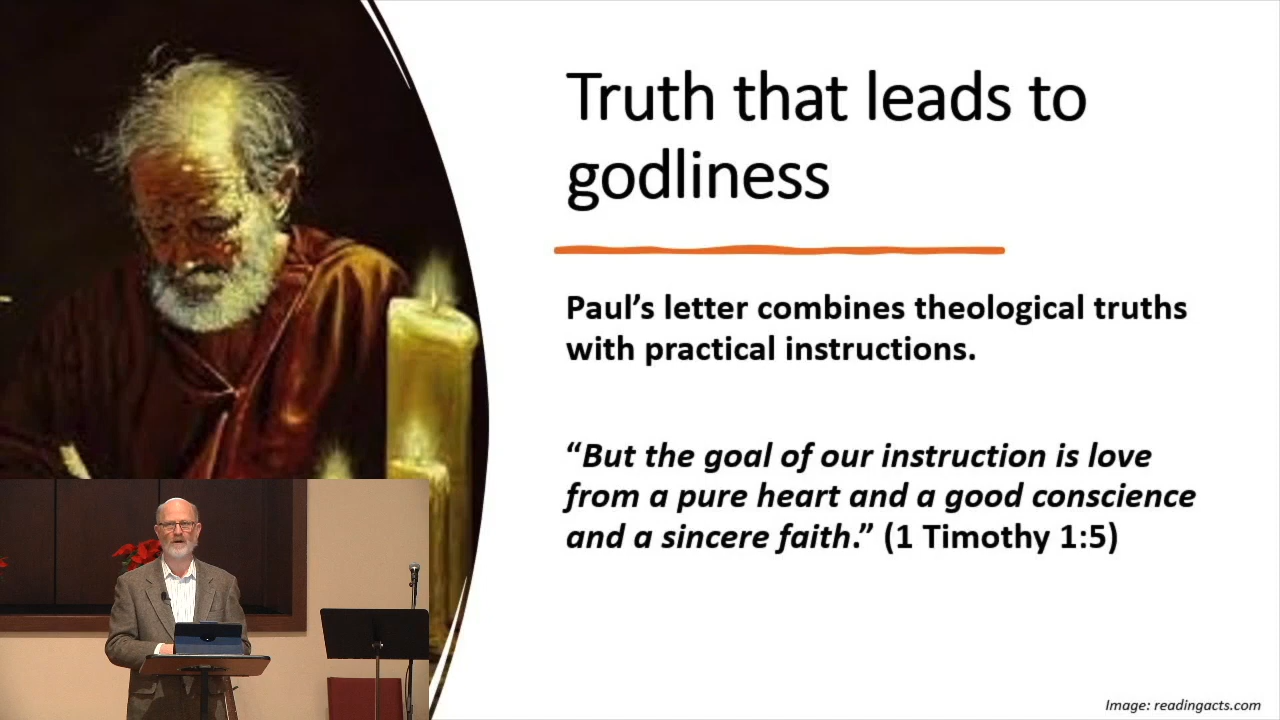 Truth that leads to
godliness
Paul’s letter combines theological truths
with practical instructions.
“But the goal of our instruction is love
from a pure heart and a good conscience
and a sincere faith.” (1 Timothy 1:5)
Image: readingacts.com